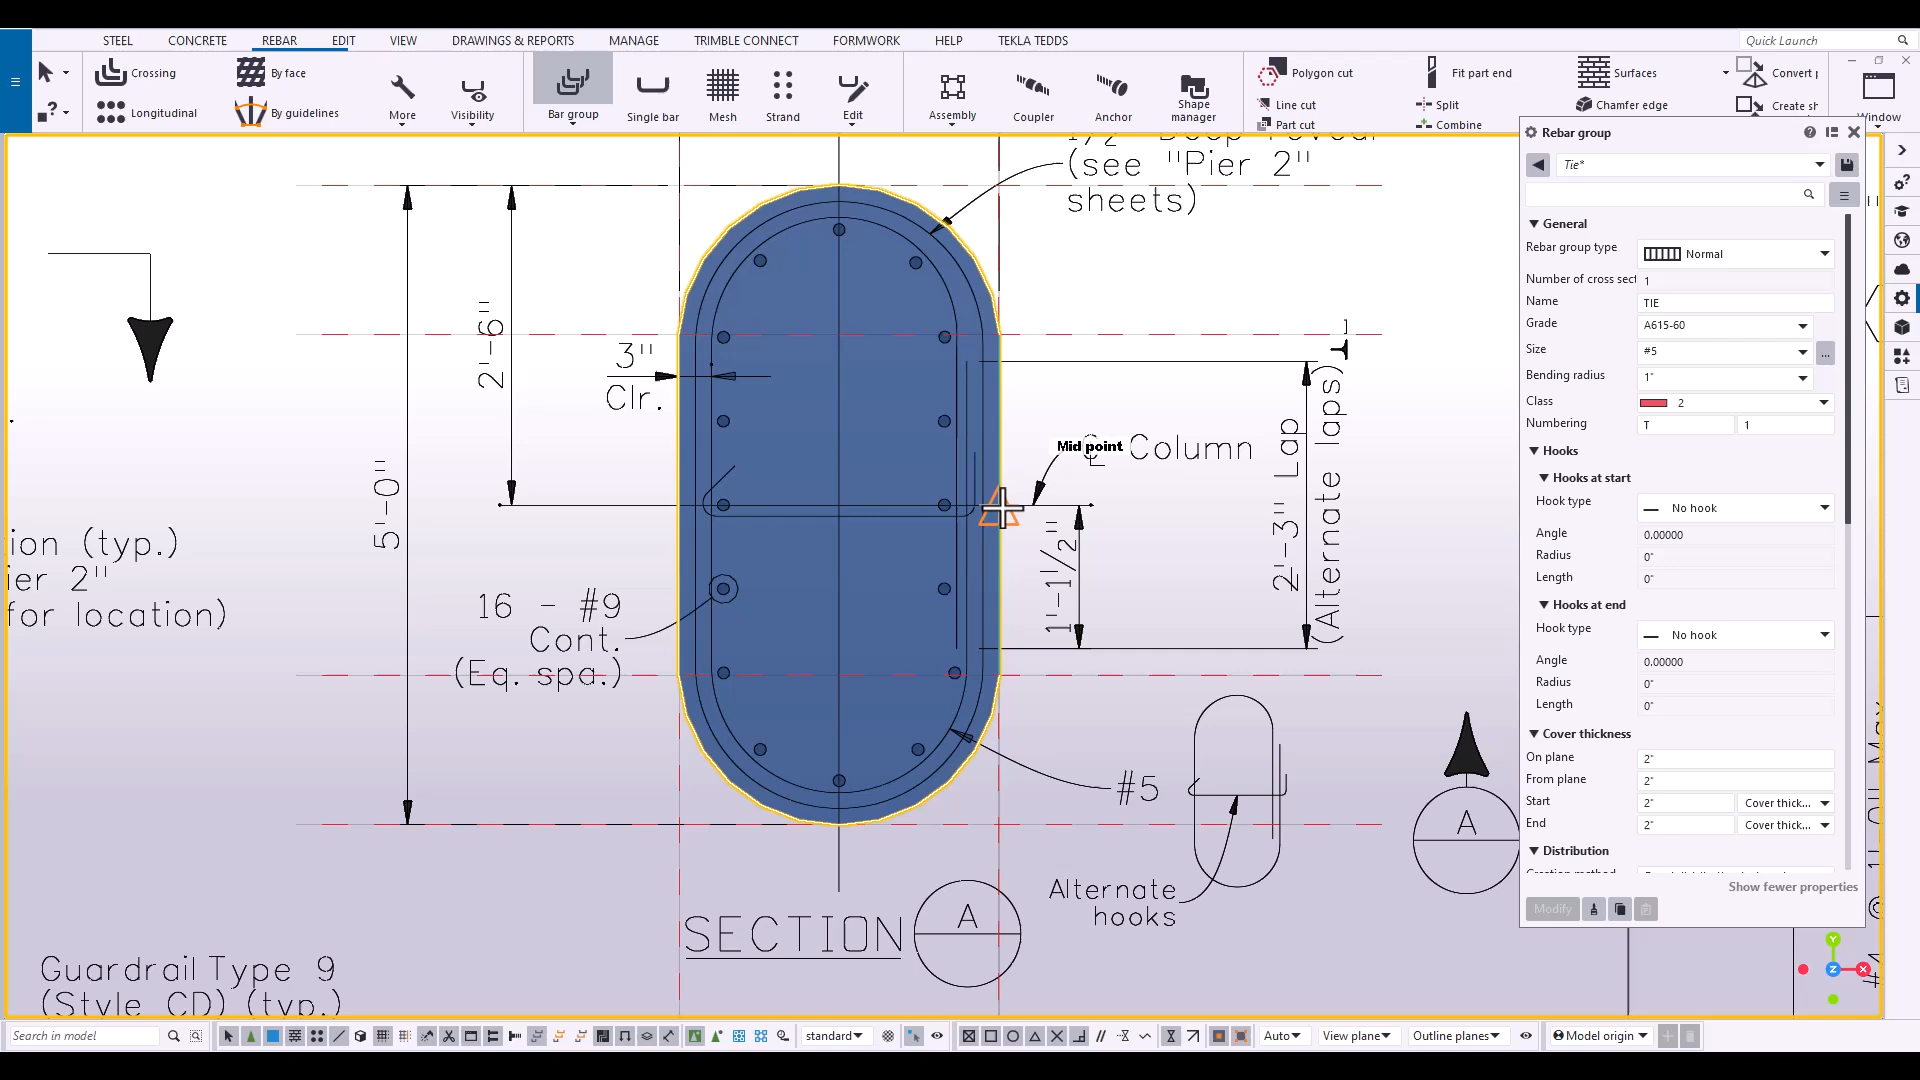 STEEL CONCRETE REBAR EDIT VIEW DRAWINGS & REPORTS MANAGE TRIMBLE CONNECT FORMWORK HELP TEKLA TEDDS
Quick Launch
Crossing
Longitudinal
By face
By guidelines
More
Visibility
Bar group
Single bar
Mesh
Strand
Edit
Assembly
Coupler
Anchor
Shape manager
Polygon cut
Line cut
Part cut
Fit part end
Split
Combine
Surfaces
Chamfer edge
Convert p
Create sh
Window
(see "Pier 2"
sheets)
2'-6"
5'-0"
3"
Clr.
Mid point
Column
2'-3" Lap
(Alternate laps)
1'-1½"
ion (typ.)
ier 2"
for location)
16 - #9
Cont.
(Eq. spa.)
#5
Alternate
hooks
A
SECTION A
Guardrail Type 9
(Style CD) (typ.)
Rebar group
Tie*
General
Rebar group type Normal
Number of cross sect 1
Name TIE
Grade A615-60
Size #5 ...
Bending radius 1"
Class 2
Numbering T 1
Hooks
Hooks at start
Hook type No hook
Angle 0.00000
Radius 0"
Length 0"
Hooks at end
Hook type No hook
Angle 0.00000
Radius 0"
Length 0"
Cover thickness
On plane 2"
From plane 2"
Start 2" Cover thick...
End 2" Cover thick...
Distribution
Show fewer properties
Modify
Y
Z X
Search in model
standard
Auto
View plane
Outline planes
Model origin